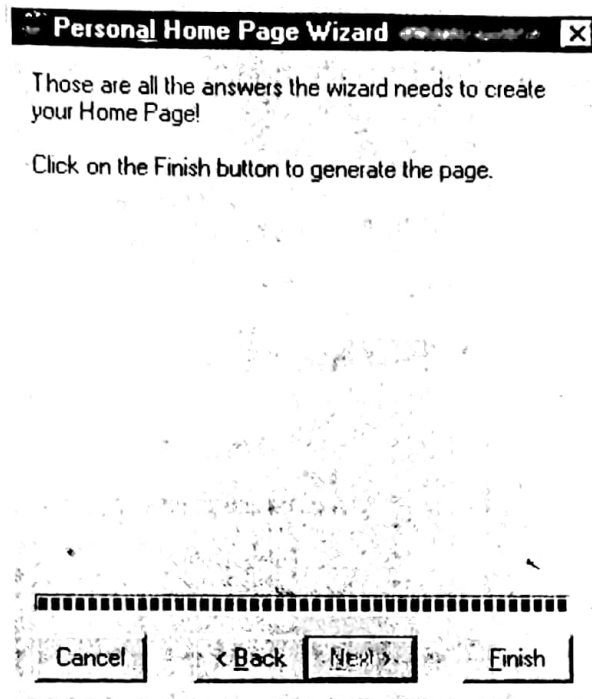 Personal Home Page Wizard
Those are all the answers the wizard needs to create
your Home Page!
Click on the Finish button to generate the page.
Cancel
< Back
Next >
Finish